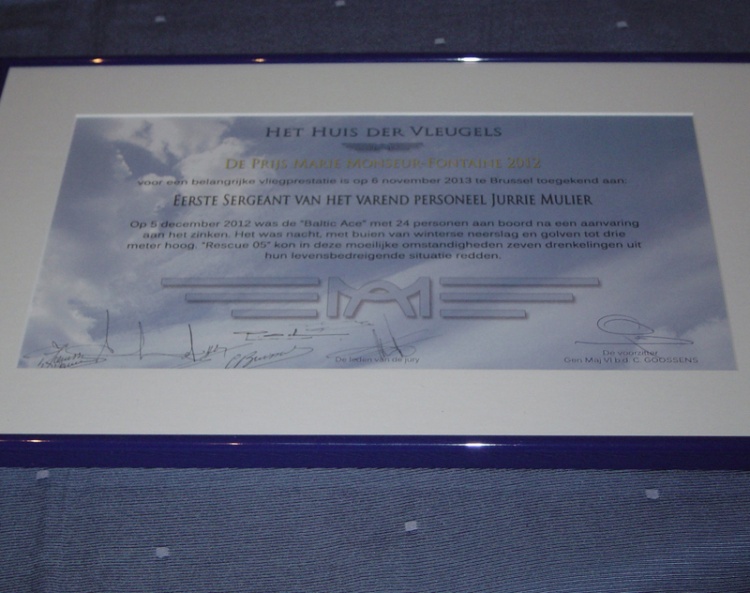 HET HUIS DER VLEUGELS
DE PRIJS MARIE MONSEUR-FONTAINE 2012
voor een belangrijke vliegprestatie is op 6 november 2013 te Brussel toegekend aan:
EERSTE SERGEANT VAN HET VAREND PERSONEEL JURRIE MULIER
Op 5 december 2012 was de "Baltic Ace" met 24 personen aan boord na een aanvaring
aan het zinken. Het was nacht, met buien van winterse neerslag en golven tot drie
meter hoog. "Rescue 05" kon in deze moeilijke omstandigheden zeven drenkelingen uit
hun levensbedreigende situatie redden.
De leden van de jury
De voorzitter
Gen Maj Vl b.d. C. GOOSSENS